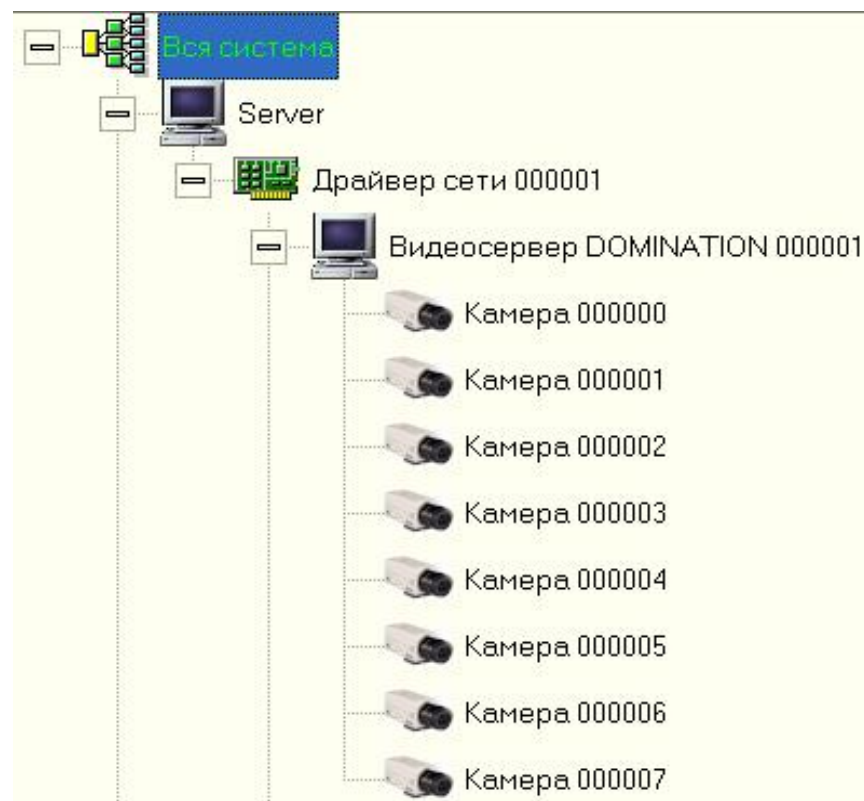 Вся система
Server
Драйвер сети 000001
Видеосервер DOMINATION 000001
Камера 000000
Камера 000001
Камера 000002
Камера 000003
Камера 000004
Камера 000005
Камера 000006
Камера 000007